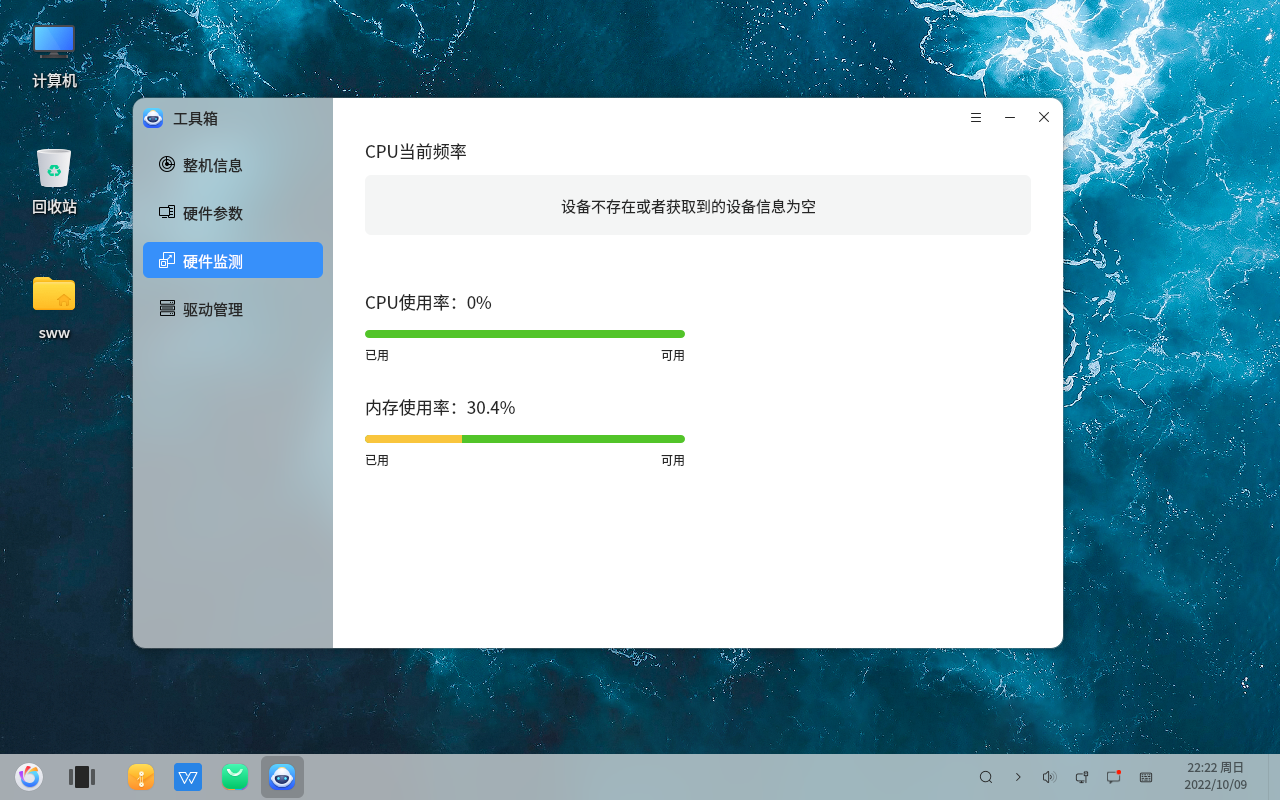 计算机
回收站
sww
工具箱
整机信息
硬件参数
硬件监测
驱动管理
CPU当前频率
设备不存在或者获取到的设备信息为空
CPU使用率：0%
已用 可用
内存使用率：30.4%
已用 可用
22:22 周日
2022/10/09